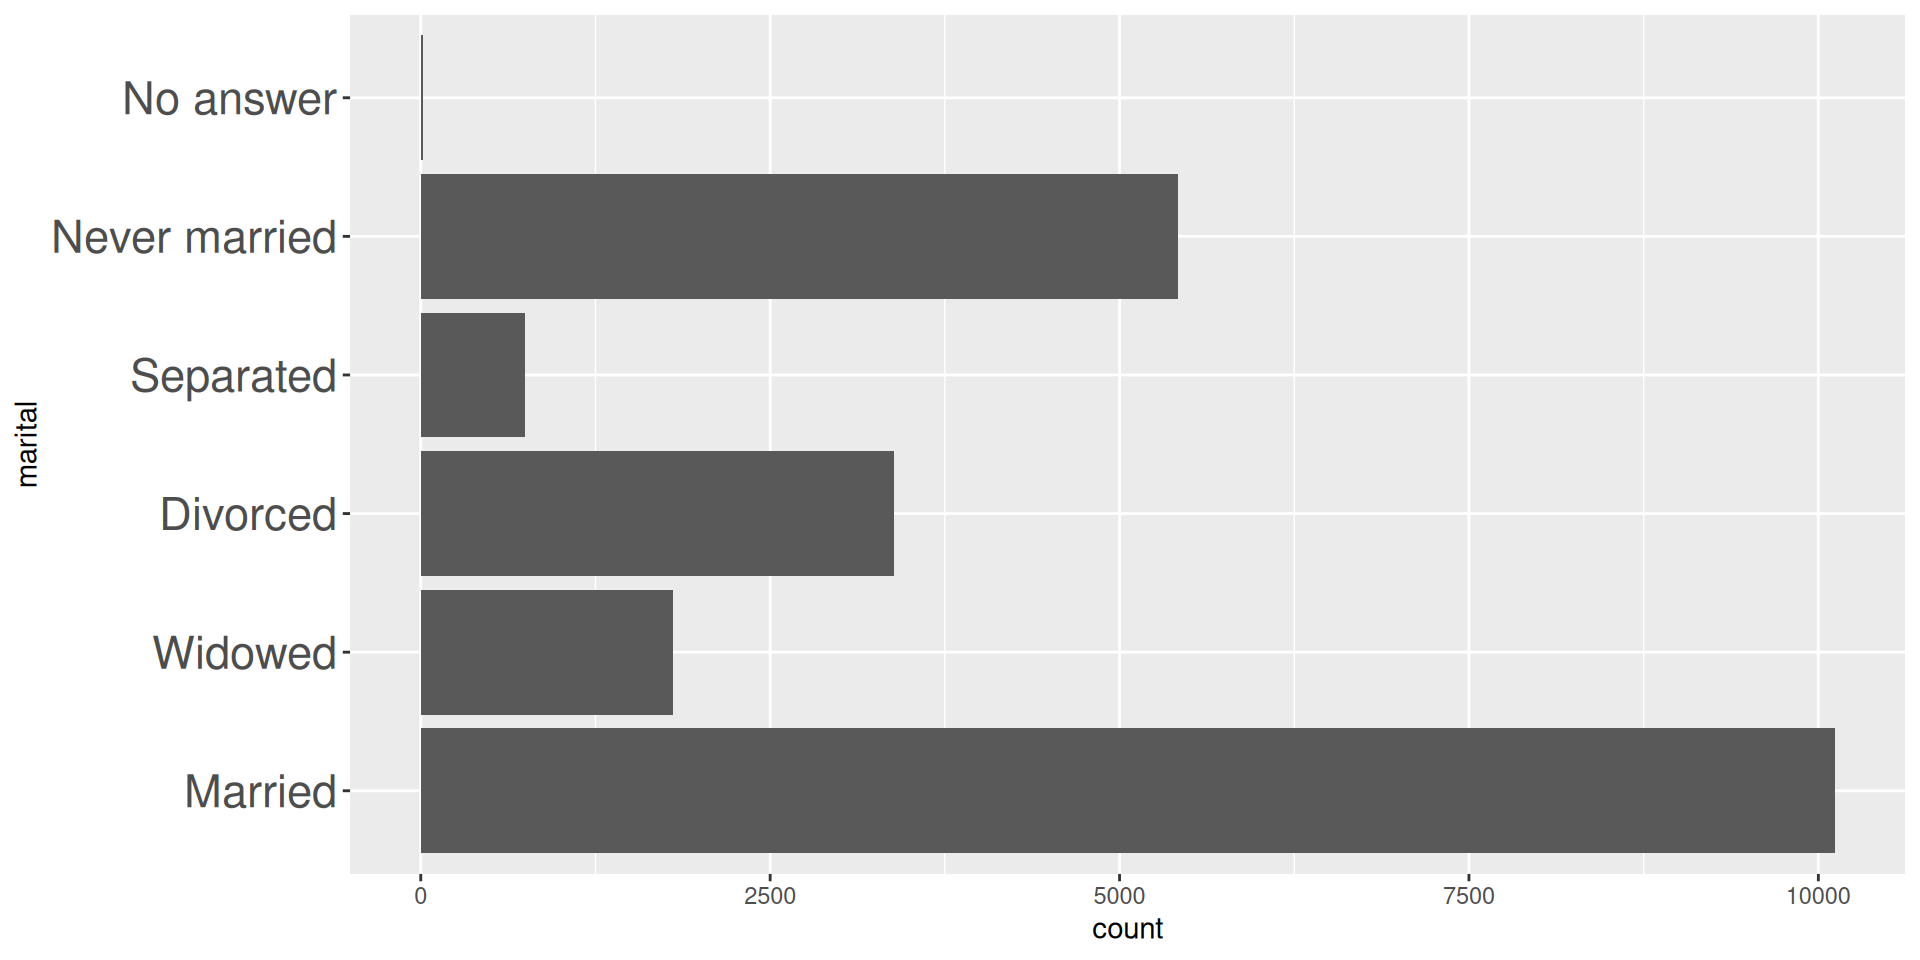 No answer
Never married
Separated
Divorced
Widowed
Married
marital
0 2500 5000 7500 10000
count